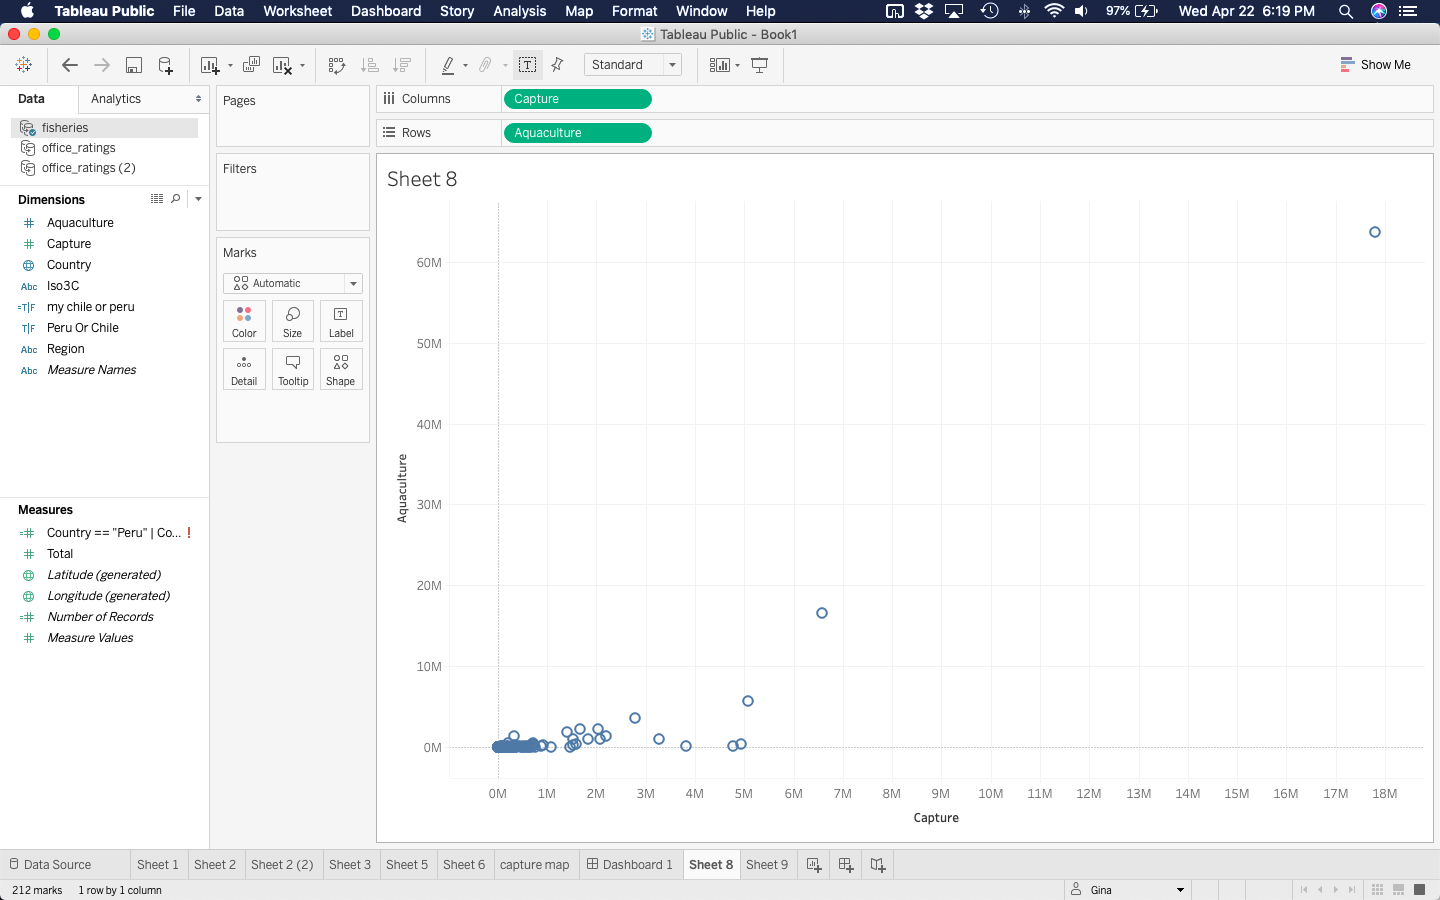 Tableau Public File Data Worksheet Dashboard Story Analysis Map Format Window Help 97% Wed Apr 22 6:19 PM
Tableau Public - Book1
Standard
Show Me
Data Analytics
fisheries
office_ratings
office_ratings (2)
Dimensions
# Aquaculture
# Capture
Country
Abc Iso3C
=T|F my chile or peru
T|F Peru Or Chile
Abc Region
Abc Measure Names
Measures
=# Country == "Peru" | Co... !
# Total
Latitude (generated)
Longitude (generated)
=# Number of Records
# Measure Values
Pages
Filters
Marks
Automatic
Color Size Label
Detail Tooltip Shape
Columns Capture
Rows Aquaculture
Sheet 8
60M
50M
40M
30M
20M
10M
0M
Aquaculture
0M 1M 2M 3M 4M 5M 6M 7M 8M 9M 10M 11M 12M 13M 14M 15M 16M 17M 18M
Capture
Data Source Sheet 1 Sheet 2 Sheet 2 (2) Sheet 3 Sheet 5 Sheet 6 capture map Dashboard 1 Sheet 8 Sheet 9
212 marks 1 row by 1 column Gina